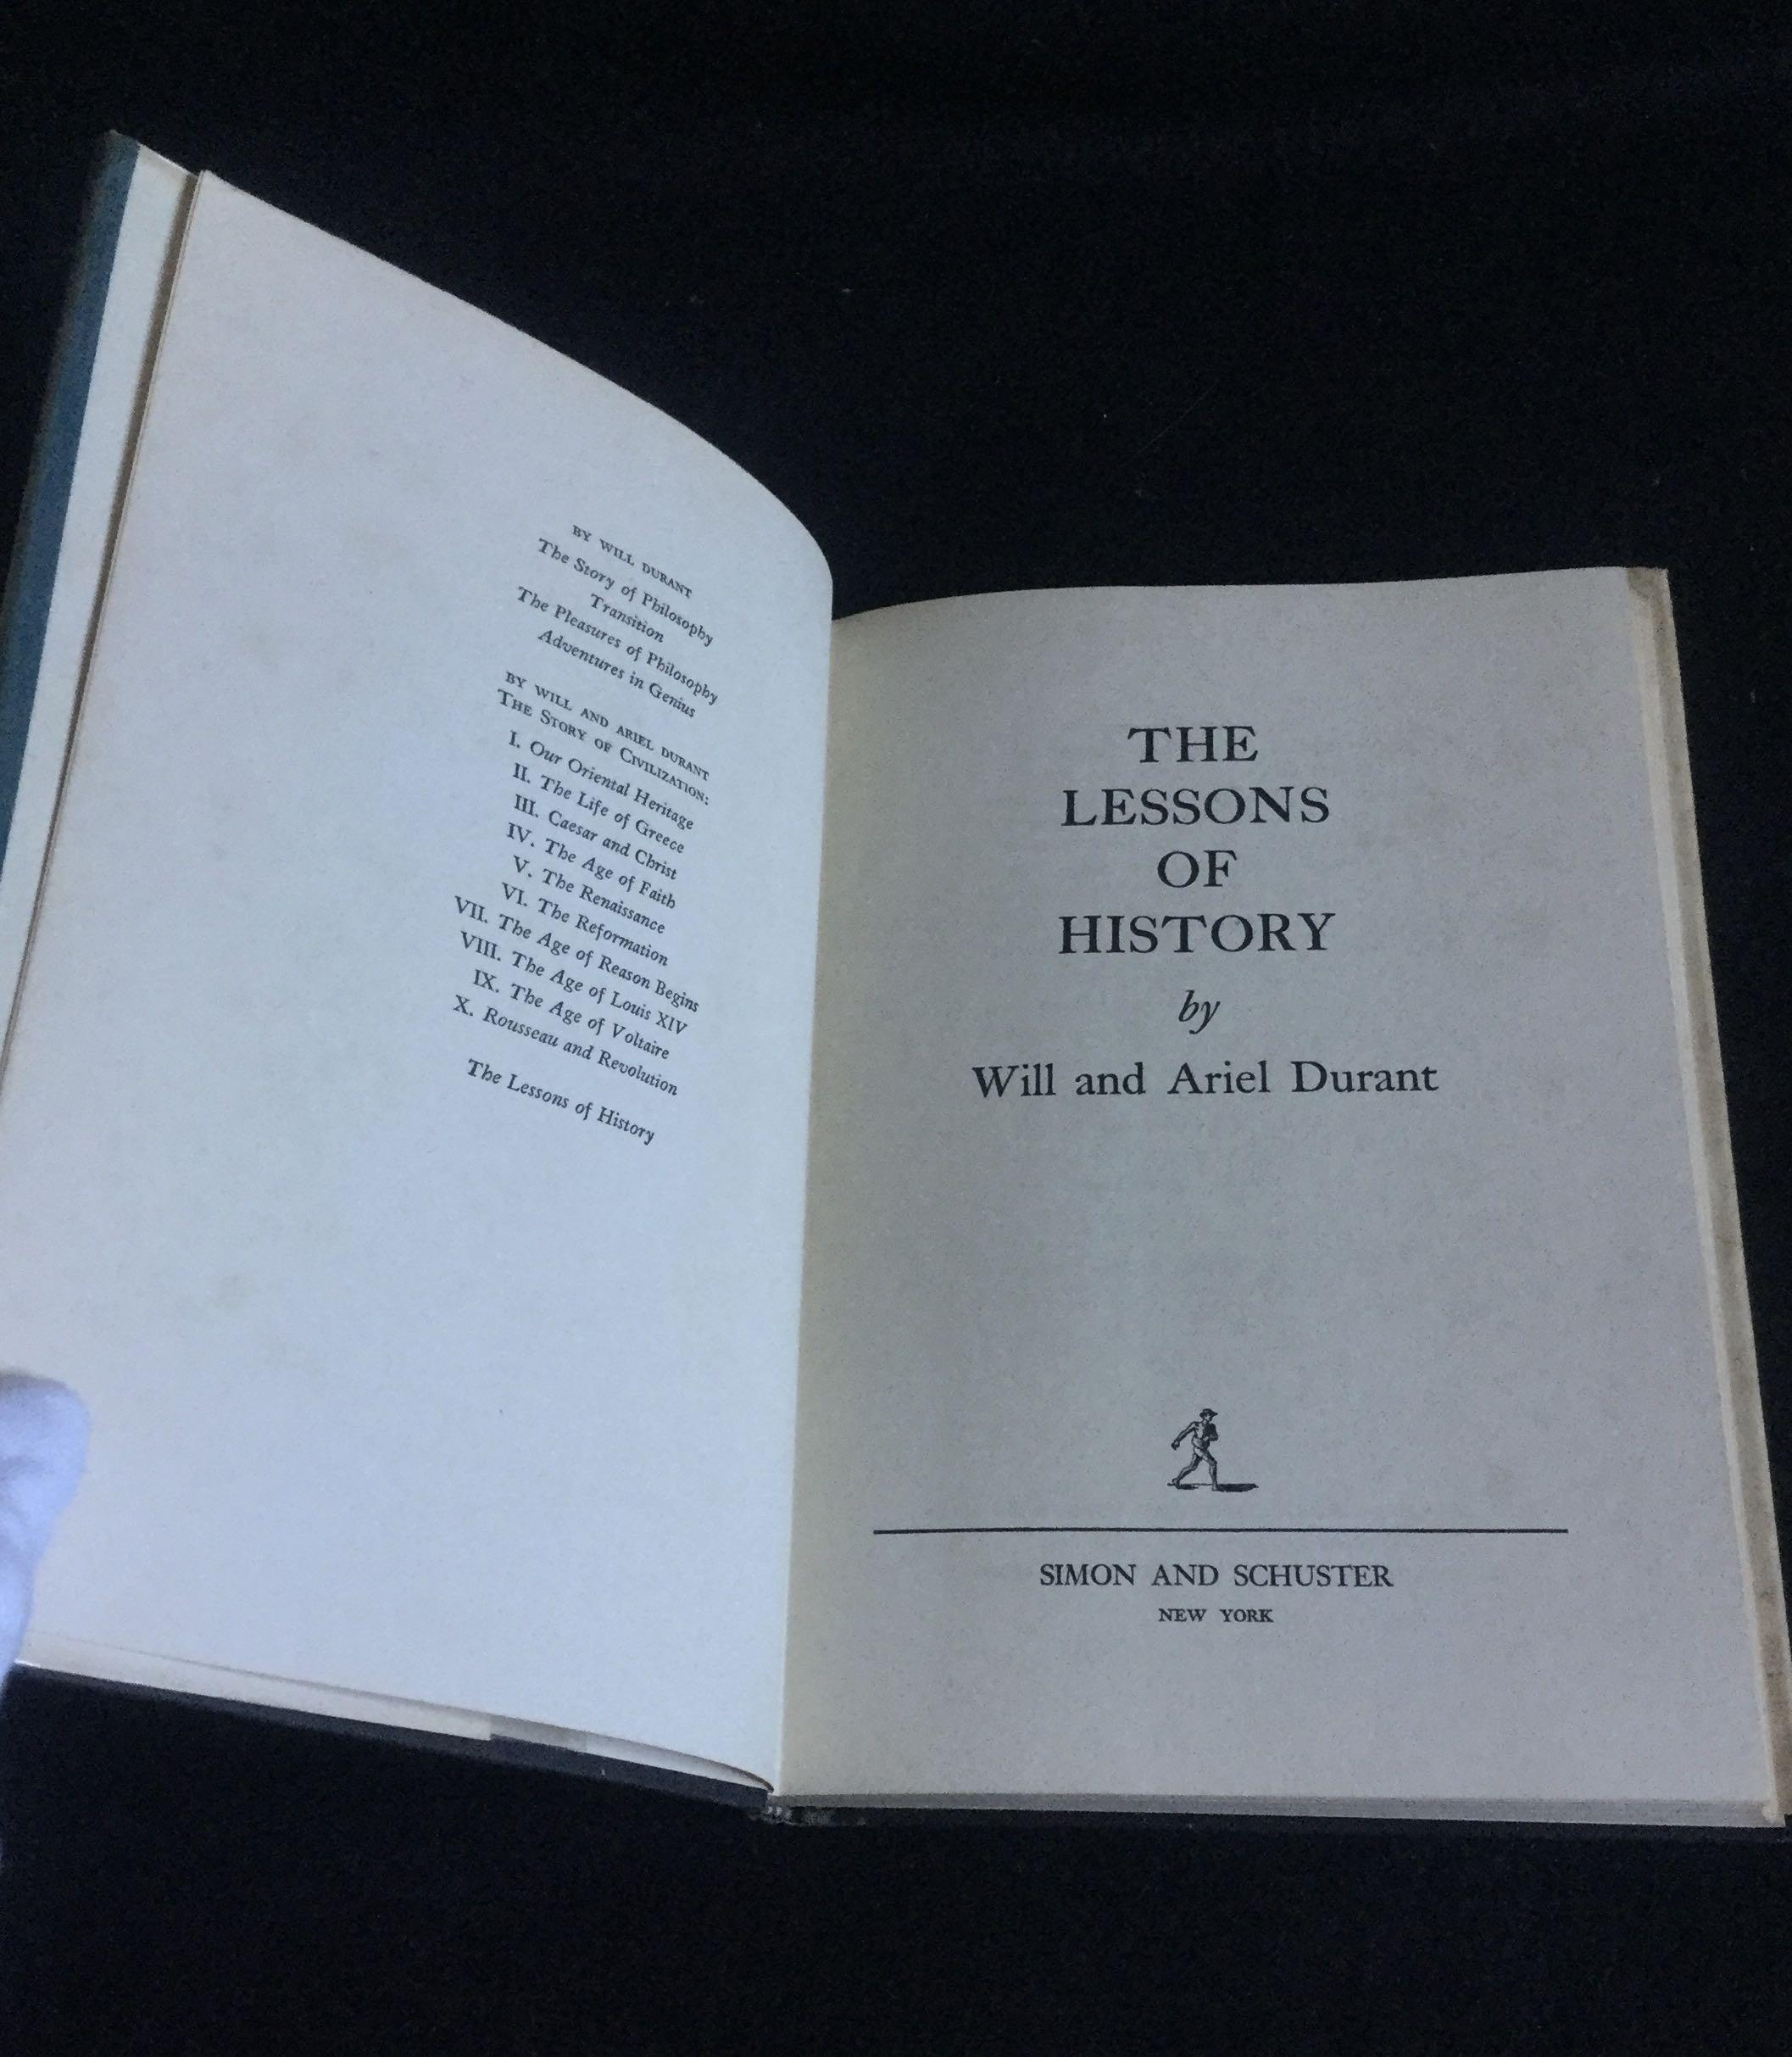 BY WILL DURANT
The Story of Philosophy
Transition
The Pleasures of Philosophy
Adventures in Genius
BY WILL AND ARIEL DURANT
THE STORY OF CIVILIZATION:
I. Our Oriental Heritage
II. The Life of Greece
III. Caesar and Christ
IV. The Age of Faith
V. The Renaissance
VI. The Reformation
VII. The Age of Reason Begins
VIII. The Age of Louis XIV
IX. The Age of Voltaire
X. Rousseau and Revolution
The Lessons of History
THE
LESSONS
OF
HISTORY
by
Will and Ariel Durant
SIMON AND SCHUSTER
NEW YORK